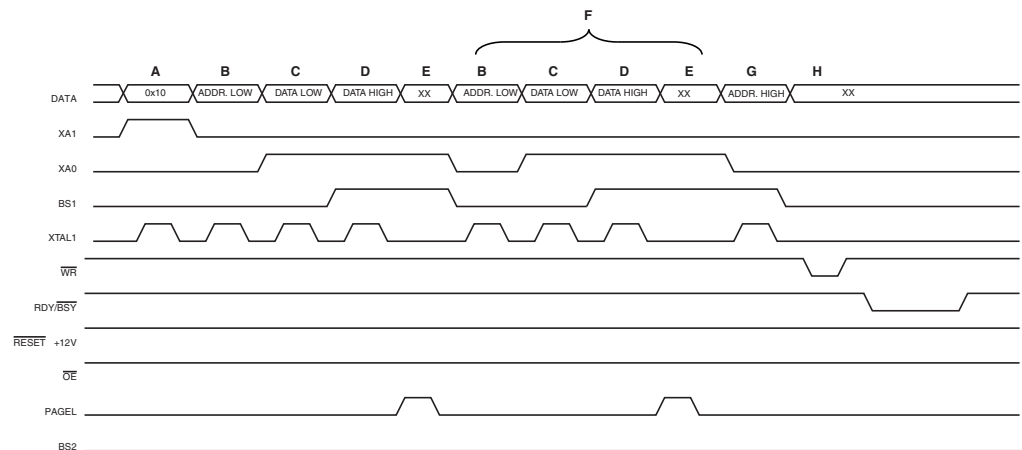 F
A B C D E B C D E G H
DATA 0x10 ADDR. LOW DATA LOW DATA HIGH XX ADDR. LOW DATA LOW DATA HIGH XX ADDR. HIGH XX
XA1
XA0
BS1
XTAL1
WR
RDY/BSY
RESET +12V
OE
PAGEL
BS2